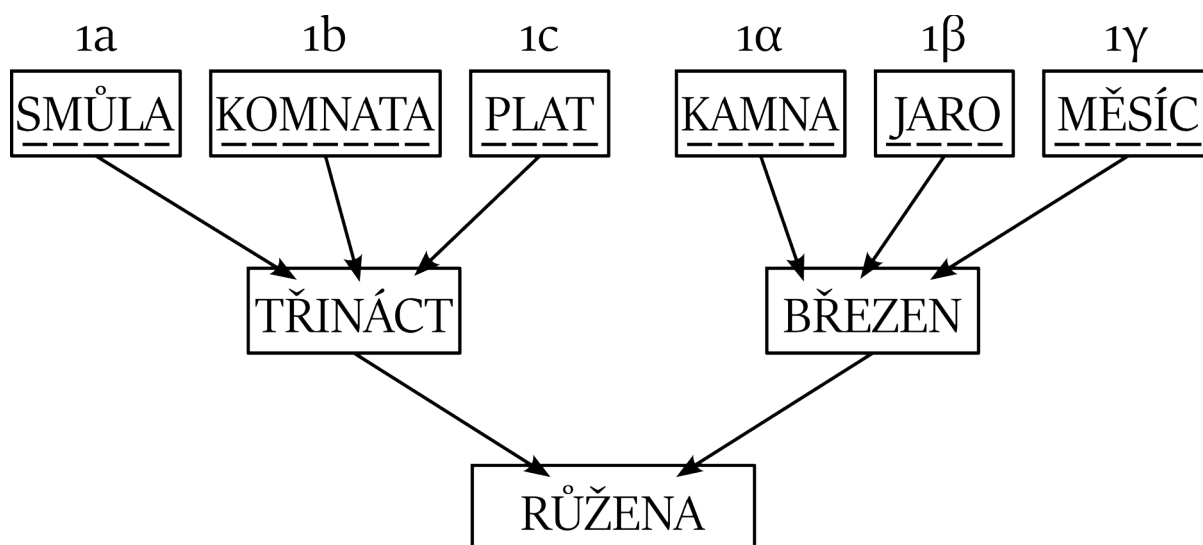 1a 1b 1c 1α 1β 1γ
SMŮLA KOMNATA PLAT KAMNA JARO MĚSÍC
TŘINÁCT BŘEZEN
RŮŽENA